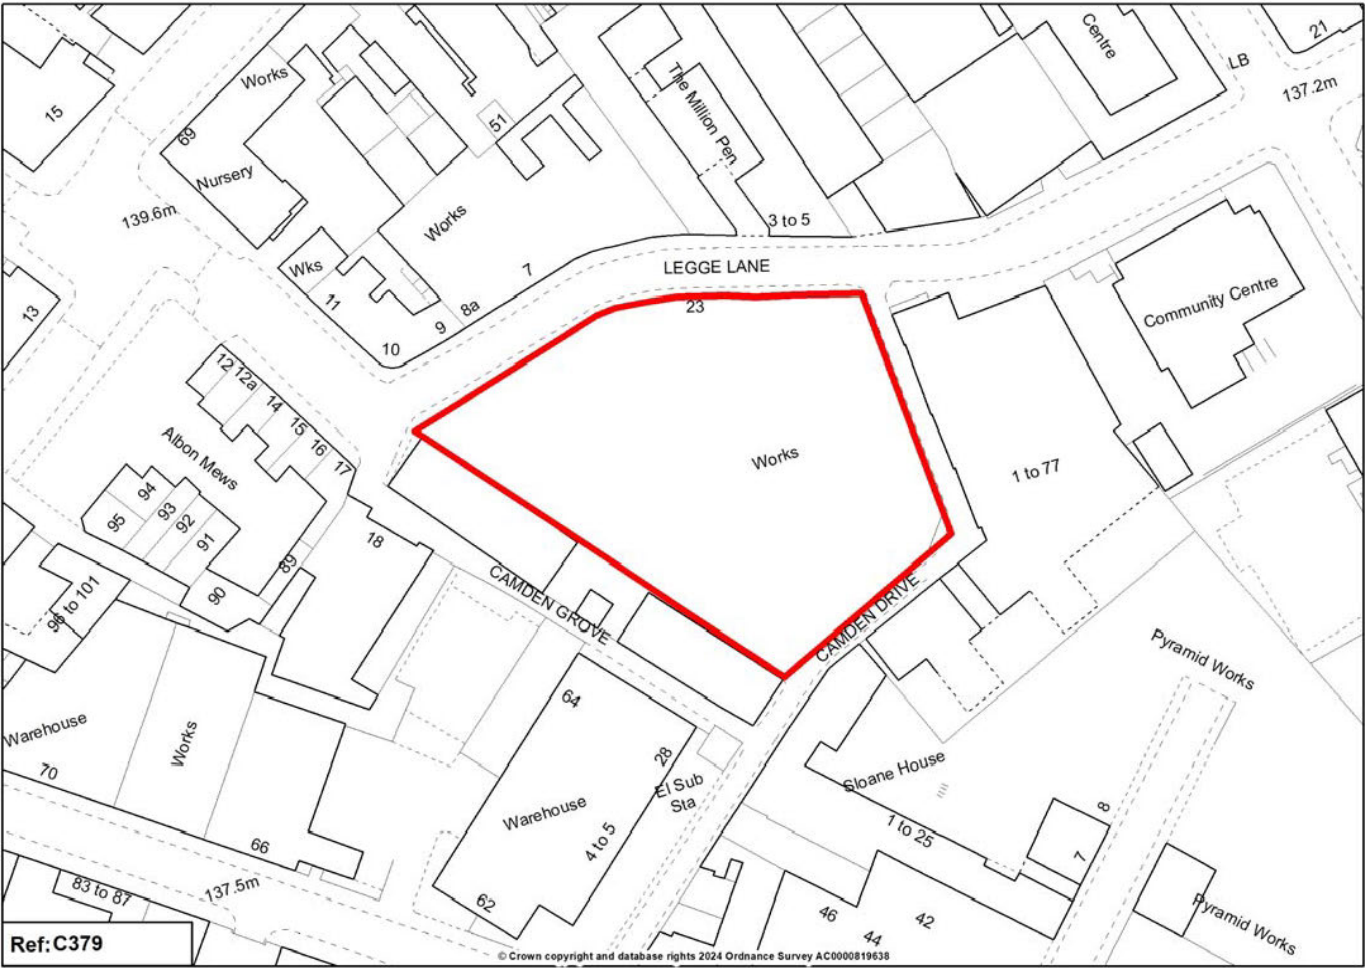 Centre
21
LB
Works
137.2m
The Million Pen
15
51
69
Nursery
139.6m
Works
3 to 5
LEGGE LANE
Wks
7
11
8a
23
Community Centre
13
9
10
12
12a
14
15
16
17
Albon Mews
Works
1 to 77
94
95
93
92
91
18
89
90
CAMDEN GROVE
CAMDEN DRIVE
96 to 101
Pyramid Works
64
Warehouse
Works
28
70
El Sub
Sta
Sloane House
Warehouse
4 to 5
1 to 25
8
7
66
83 to 87
137.5m
62
46
44
42
Pyramid Works
Ref: C379
© Crown copyright and database rights 2024 Ordnance Survey AC0000819638